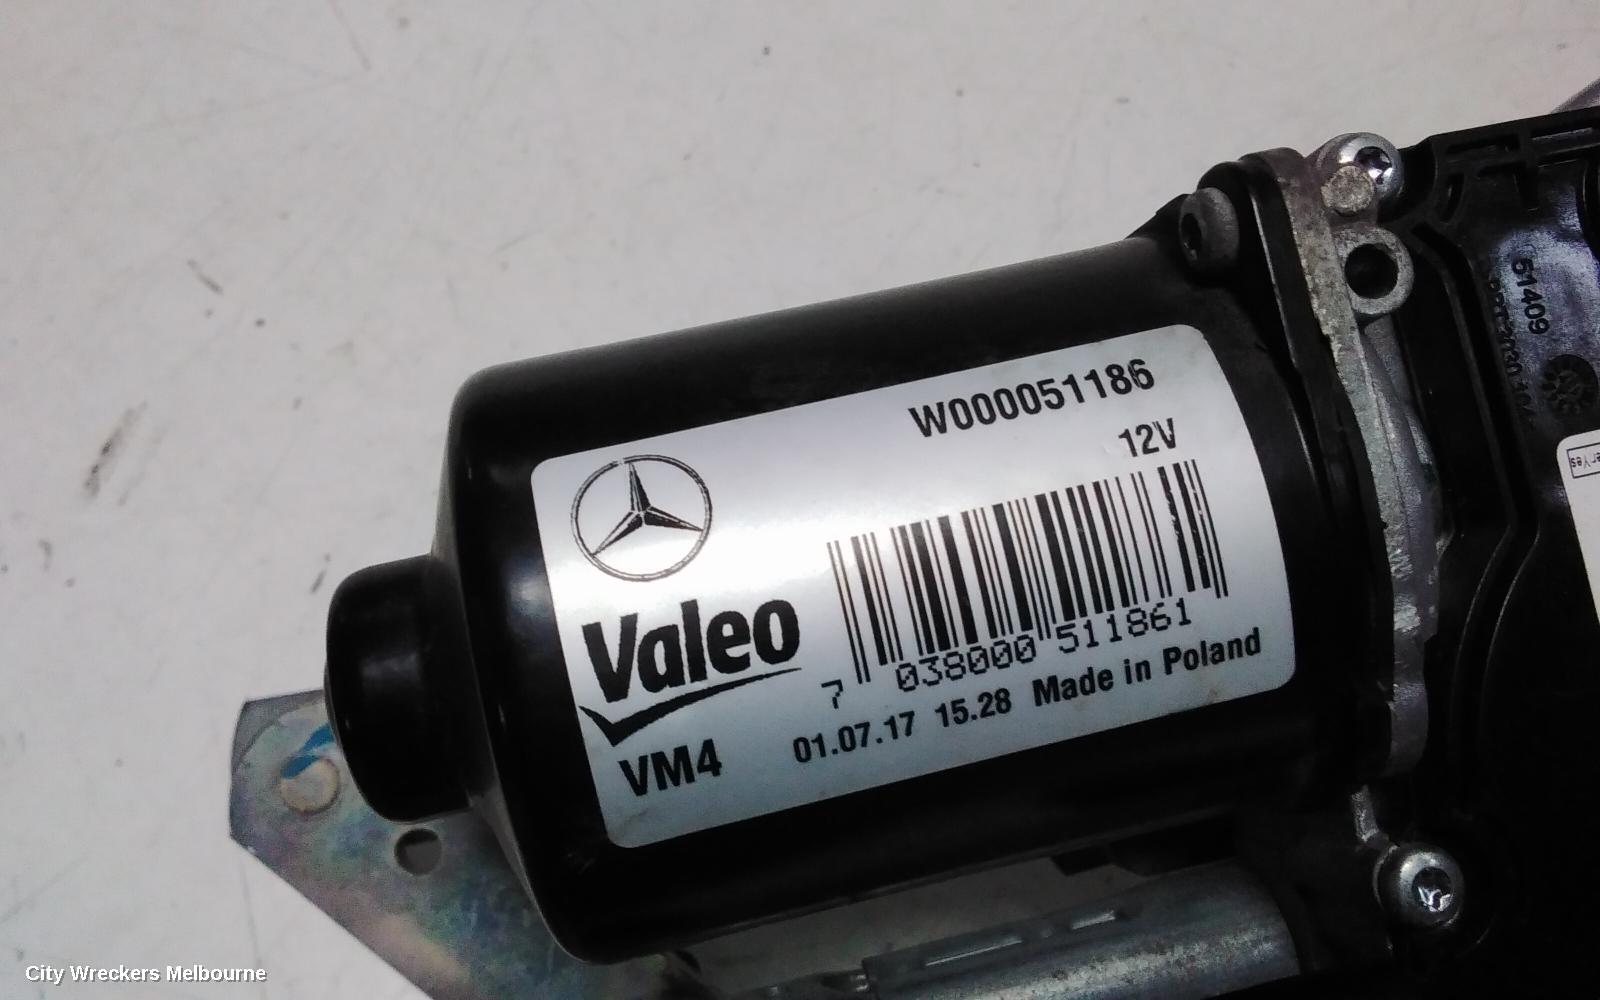 W000051186
12V
Valeo
7 038000 511861
VM4
01.07.17 15.28 Made in Poland
51409
City Wreckers Melbourne